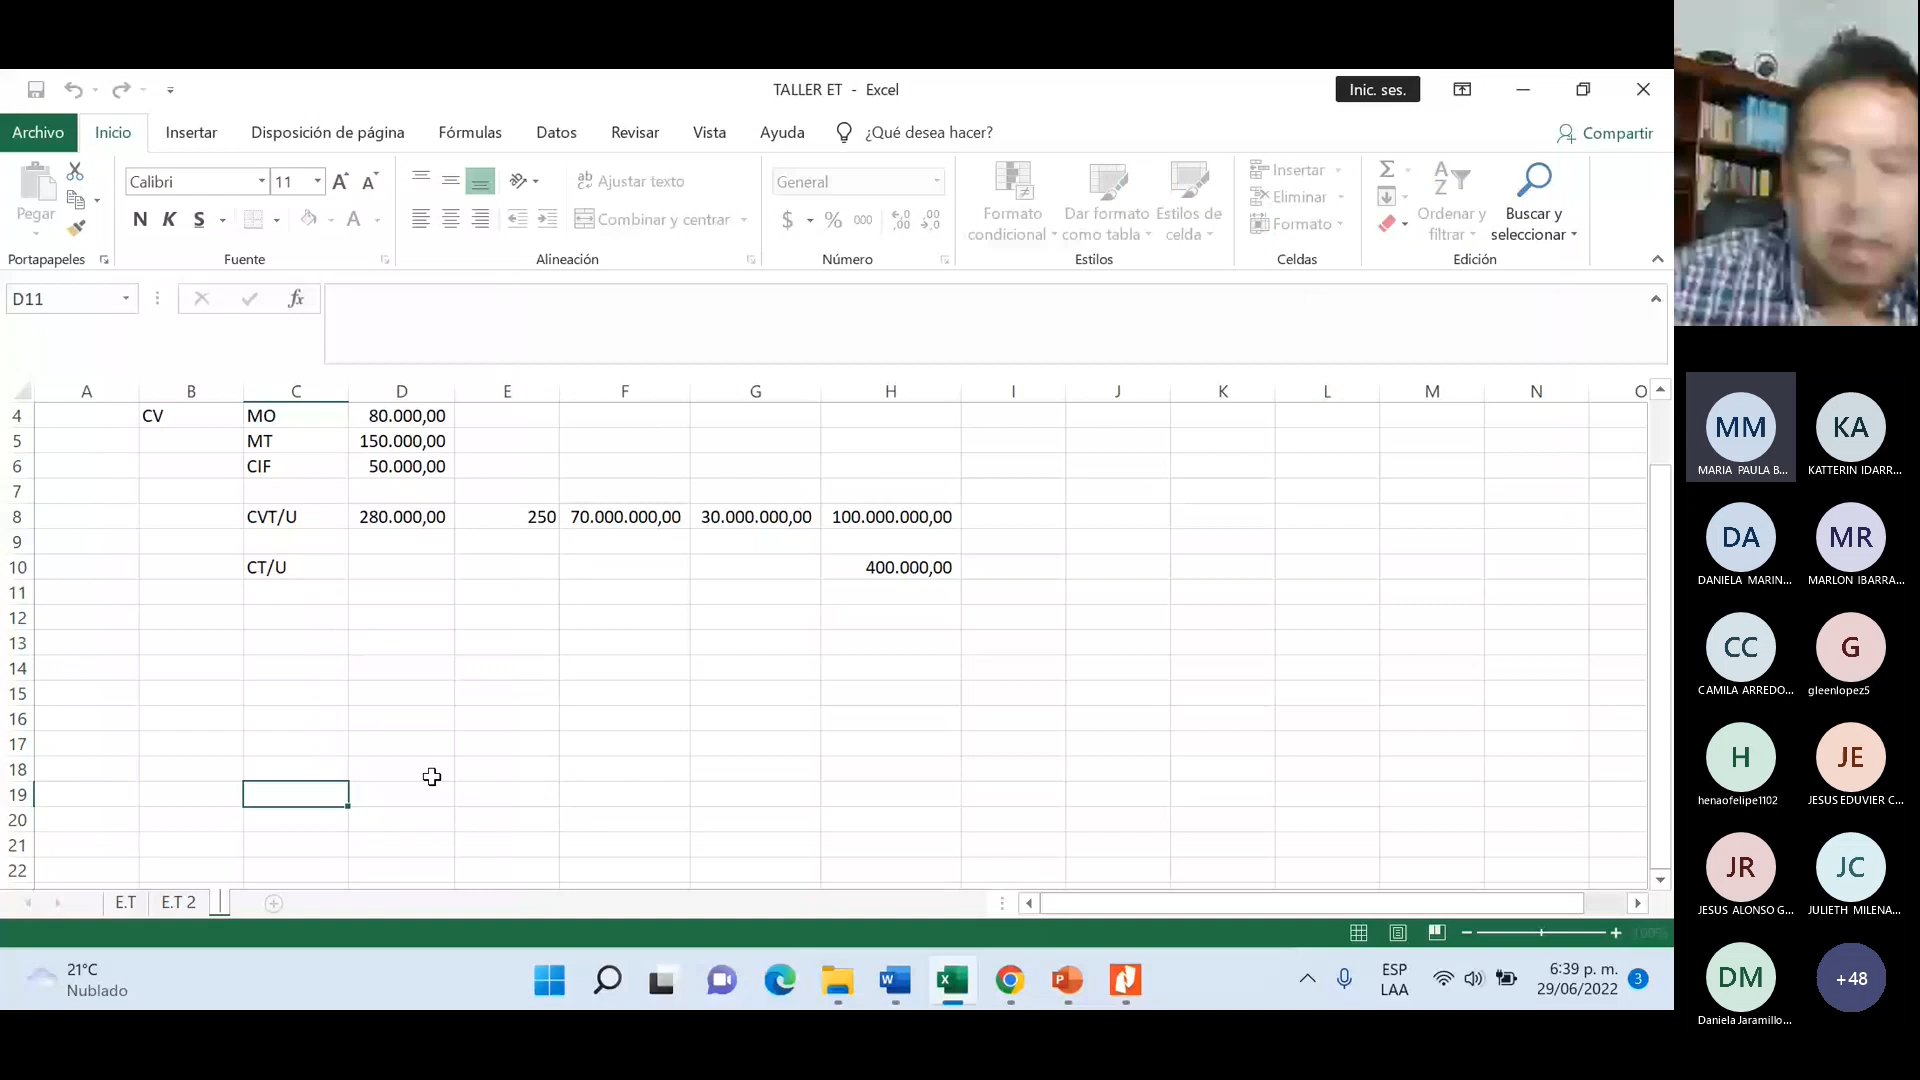 TALLER ET - Excel
Inic. ses.
Archivo Inicio Insertar Disposición de página Fórmulas Datos Revisar Vista Ayuda ¿Qué desea hacer? Compartir
Pegar
Calibri 11
N K S
Ajustar texto
Combinar y centrar
General
$ % 000
Formato condicional
Dar formato como tabla
Estilos de celda
Insertar
Eliminar
Formato
Ordenar y filtrar
Buscar y seleccionar
Portapapeles Fuente Alineación Número Estilos Celdas Edición
D11 fx
A B C D E F G H I J K L M N O
4 CV MO 80.000,00
5 MT 150.000,00
6 CIF 50.000,00
7
8 CVT/U 280.000,00 250 70.000.000,00 30.000.000,00 100.000.000,00
9
10 CT/U 400.000,00
11
12
13
14
15
16
17
18
19
20
21
22
E.T E.T 2
100%
21°C
Nublado
ESP
LAA
6:39 p. m.
29/06/2022
3
MM KA
MARIA PAULA B... KATTERIN IDARR...
DA MR
DANIELA MARIN... MARLON IBARRA...
CC G
CAMILA ARREDO... gleenlopez5
H JE
henaofelipe1102 JESUS EDUVIER C...
JR JC
JESUS ALONSO G... JULIETH MILENA...
DM +48
Daniela Jaramillo...